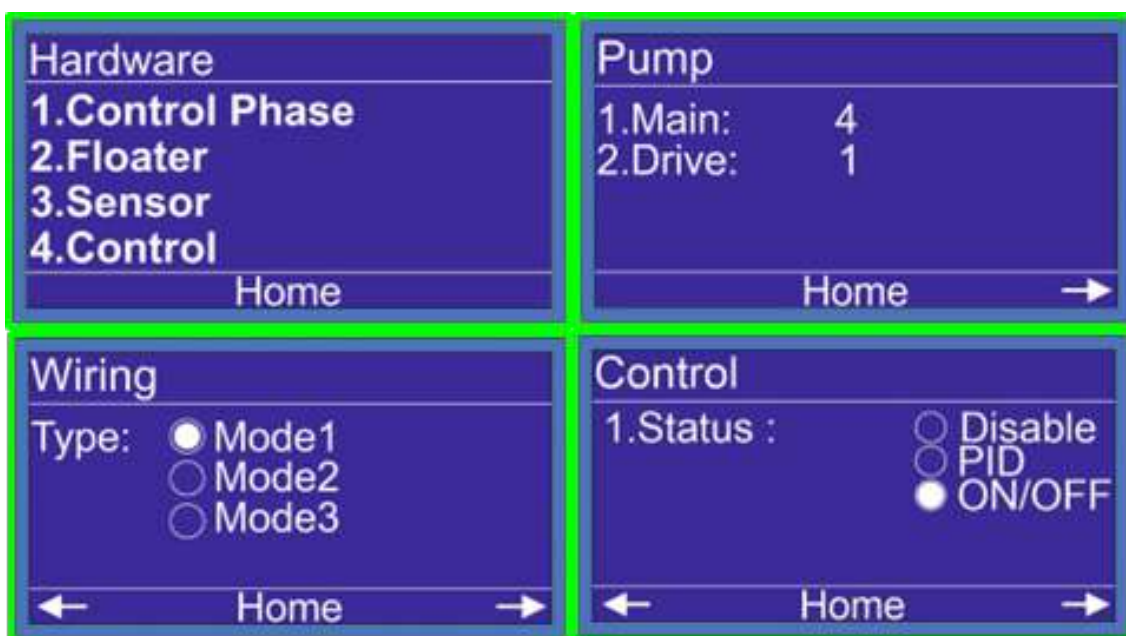 Hardware
1.Control Phase
2.Floater
3.Sensor
4.Control
Home
Pump
1.Main: 4
2.Drive: 1
Home →
Wiring
Type: Mode1
Mode2
Mode3
← Home →
Control
1.Status : Disable
PID
ON/OFF
← Home →